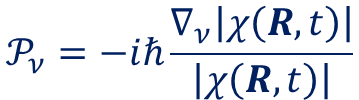 𝒫_ν = −iħ ∇_ν|χ(𝑹, t)| / |χ(𝑹, t)|